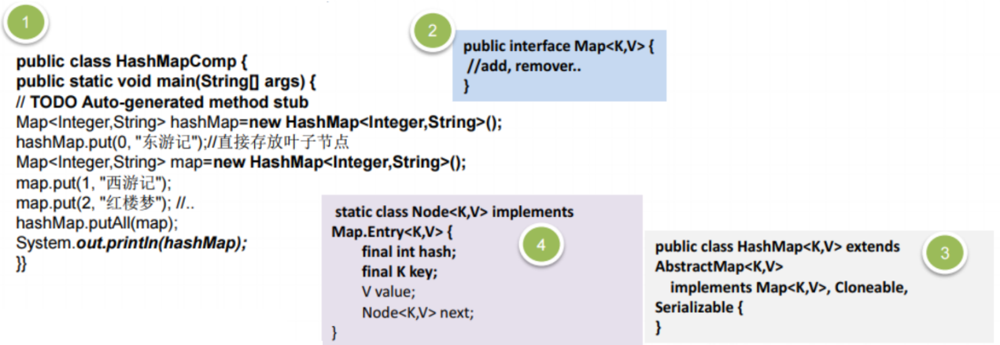 1
public class HashMapComp {
public static void main(String[] args) {
// TODO Auto-generated method stub
Map<Integer,String> hashMap=new HashMap<Integer,String>();
hashMap.put(0, "东游记");//直接存放叶子节点
Map<Integer,String> map=new HashMap<Integer,String>();
map.put(1, "西游记");
map.put(2, "红楼梦"); //..
hashMap.putAll(map);
System.out.println(hashMap);
}}
2
public interface Map<K,V> {
//add, remover..
}
static class Node<K,V> implements
Map.Entry<K,V> {
final int hash;
final K key;
V value;
Node<K,V> next;
}
4
public class HashMap<K,V> extends
AbstractMap<K,V>
implements Map<K,V>, Cloneable,
Serializable {
}
3